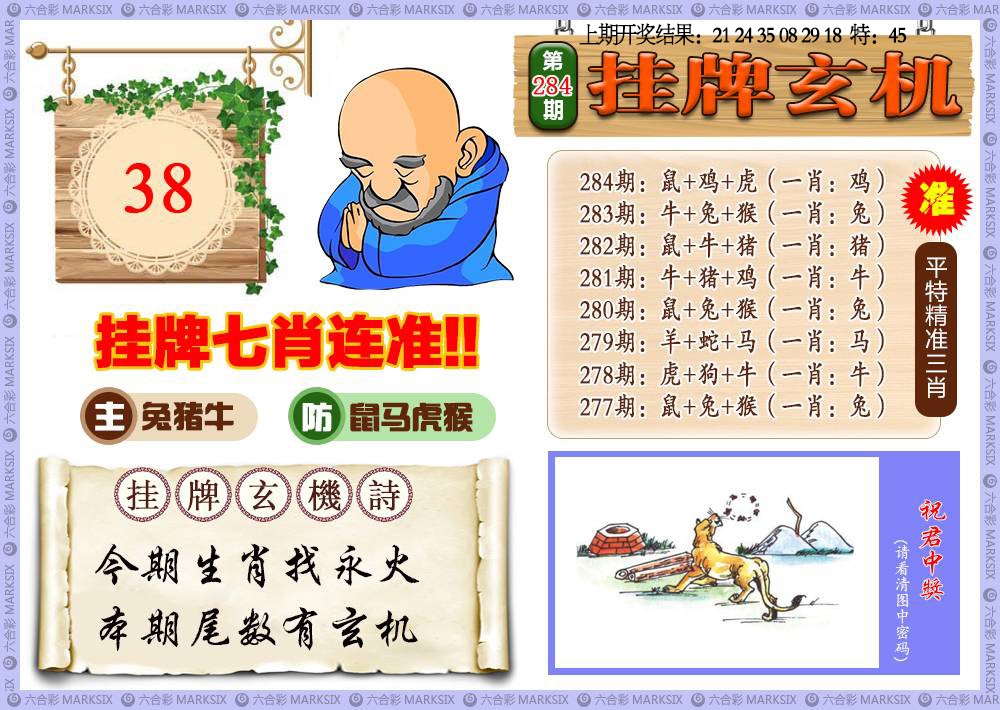 六合彩 MARKSIX
上期开奖结果：21 24 35 08 29 18 特：45
第
284
期
挂牌玄机
38
284期：鼠+鸡+虎（一肖：鸡）
283期：牛+兔+猴（一肖：兔）
282期：鼠+牛+猪（一肖：猪）
281期：牛+猪+鸡（一肖：牛）
280期：鼠+兔+猴（一肖：兔）
279期：羊+蛇+马（一肖：马）
278期：虎+狗+牛（一肖：牛）
277期：鼠+兔+猴（一肖：兔）
准
平特精准三肖
挂牌七肖连准!!
主 兔猪牛
防 鼠马虎猴
挂牌玄機詩
今期生肖找永火
本期尾数有玄机
祝君中獎
（请看清图中密码）